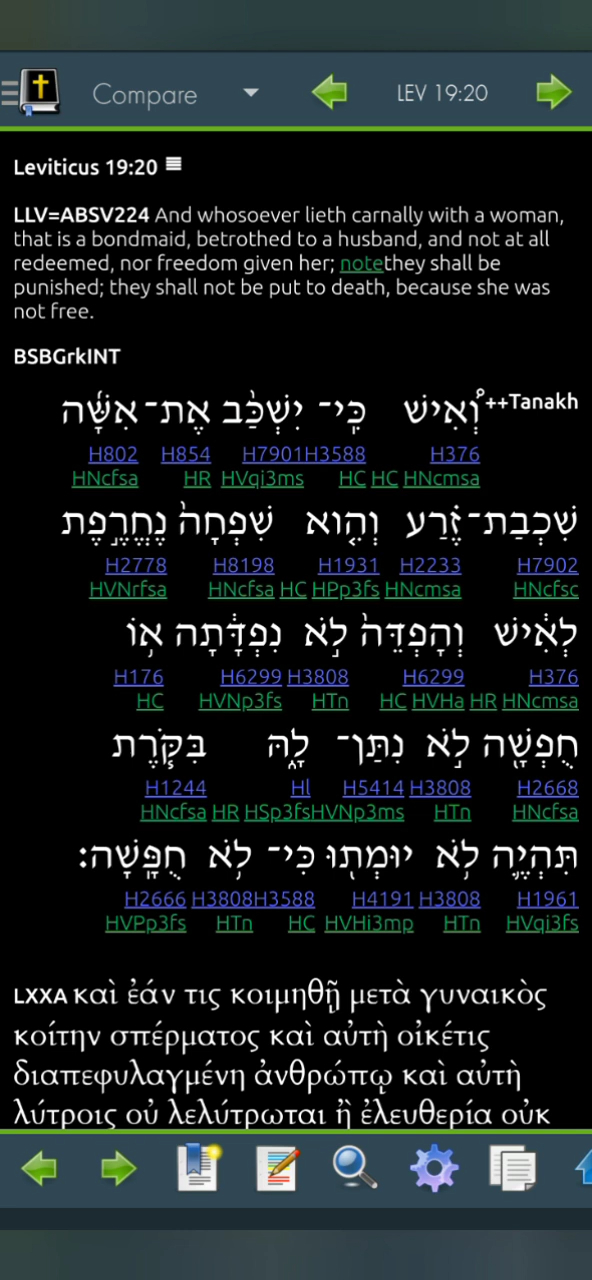 Compare
LEV 19:20
Leviticus 19:20
LLV=ABSV224 And whosoever lieth carnally with a woman,
that is a bondmaid, betrothed to a husband, and not at all
redeemed, nor freedom given her; notethey shall be
punished; they shall not be put to death, because she was
not free.
BSBGrkINT
++Tanakh וְ֠אִישׁ כִּֽי־ יִשְׁכַּ֨ב אֶת־אִשָּׁ֜ה
H802 H854 H7901H3588 H376
HNcfsa HR HVqi3ms HC HC HNcmsa
שִׁכְבַת־זֶ֗רַע וְהִ֤וא שִׁפְחָה֙ נֶחֱרֶ֣פֶת
H2778 H8198 H1931 H2233 H7902
HVNrfsa HNcfsa HC HPp3fs HNcmsa HNcfsc
לְאִ֔ישׁ וְהָפְדֵּה֙ לֹ֣א נִפְדָּ֔תָה א֥וֹ
H176 H6299 H3808 H6299 H376
HC HVNp3fs HTn HC HVHa HR HNcmsa
חֻפְשָׁ֖ה לֹ֣א נִתַּן־ לָ֑הּ בִּקֹּ֧רֶת
H1244 Hl H5414 H3808 H2668
HNcfsa HR HSp3fsHVNp3ms HTn HNcfsa
תִּהְיֶ֛ה לֹ֥א יוּמְת֖וּ כִּי־ לֹ֥א חֻפָּֽשָׁה׃
H2666 H3808H3588 H4191 H3808 H1961
HVPp3fs HTn HC HVHi3mp HTn HVqi3fs
LXXA καὶ ἐάν τις κοιμηθῇ μετὰ γυναικὸς
κοίτην σπέρματος καὶ αὐτὴ οἰκέτις
διαπεφυλαγμένη ἀνθρώπῳ καὶ αὐτὴ
λύτροις οὐ λελύτρωται ἢ ἐλευθερία οὐκ